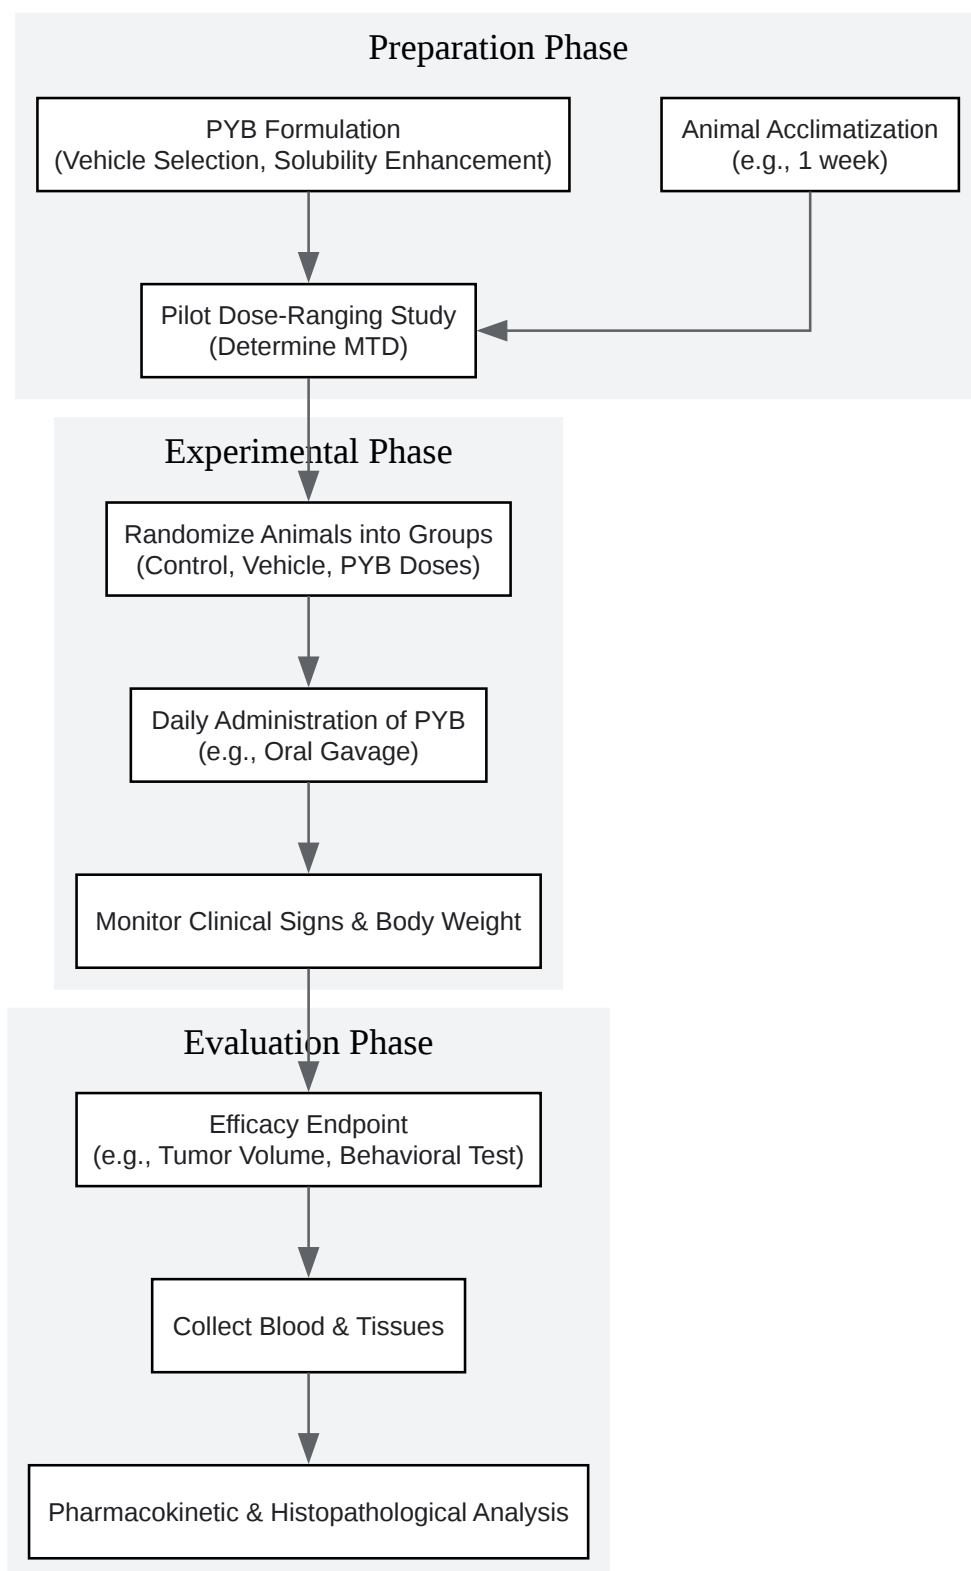 Preparation Phase
PYB Formulation
(Vehicle Selection, Solubility Enhancement)
Animal Acclimatization
(e.g., 1 week)
Pilot Dose-Ranging Study
(Determine MTD)
Experimental Phase
Randomize Animals into Groups
(Control, Vehicle, PYB Doses)
Daily Administration of PYB
(e.g., Oral Gavage)
Monitor Clinical Signs & Body Weight
Evaluation Phase
Efficacy Endpoint
(e.g., Tumor Volume, Behavioral Test)
Collect Blood & Tissues
Pharmacokinetic & Histopathological Analysis